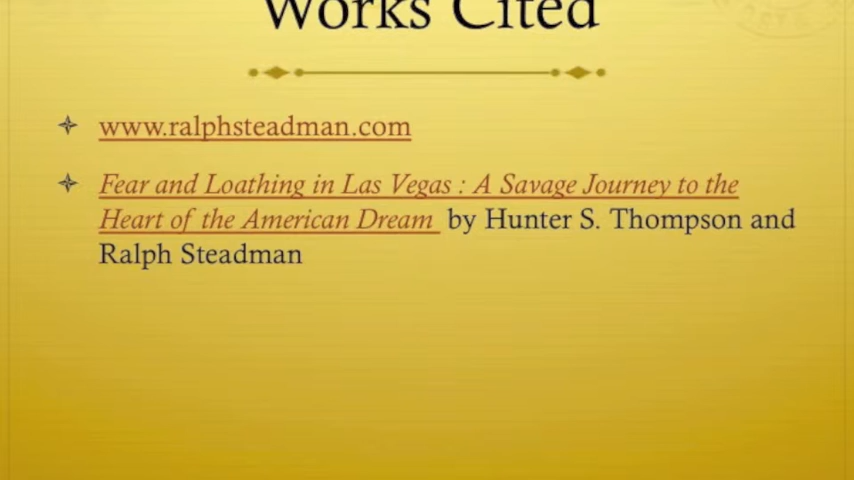 Works Cited
www.ralphsteadman.com
Fear and Loathing in Las Vegas : A Savage Journey to the
Heart of the American Dream by Hunter S. Thompson and
Ralph Steadman